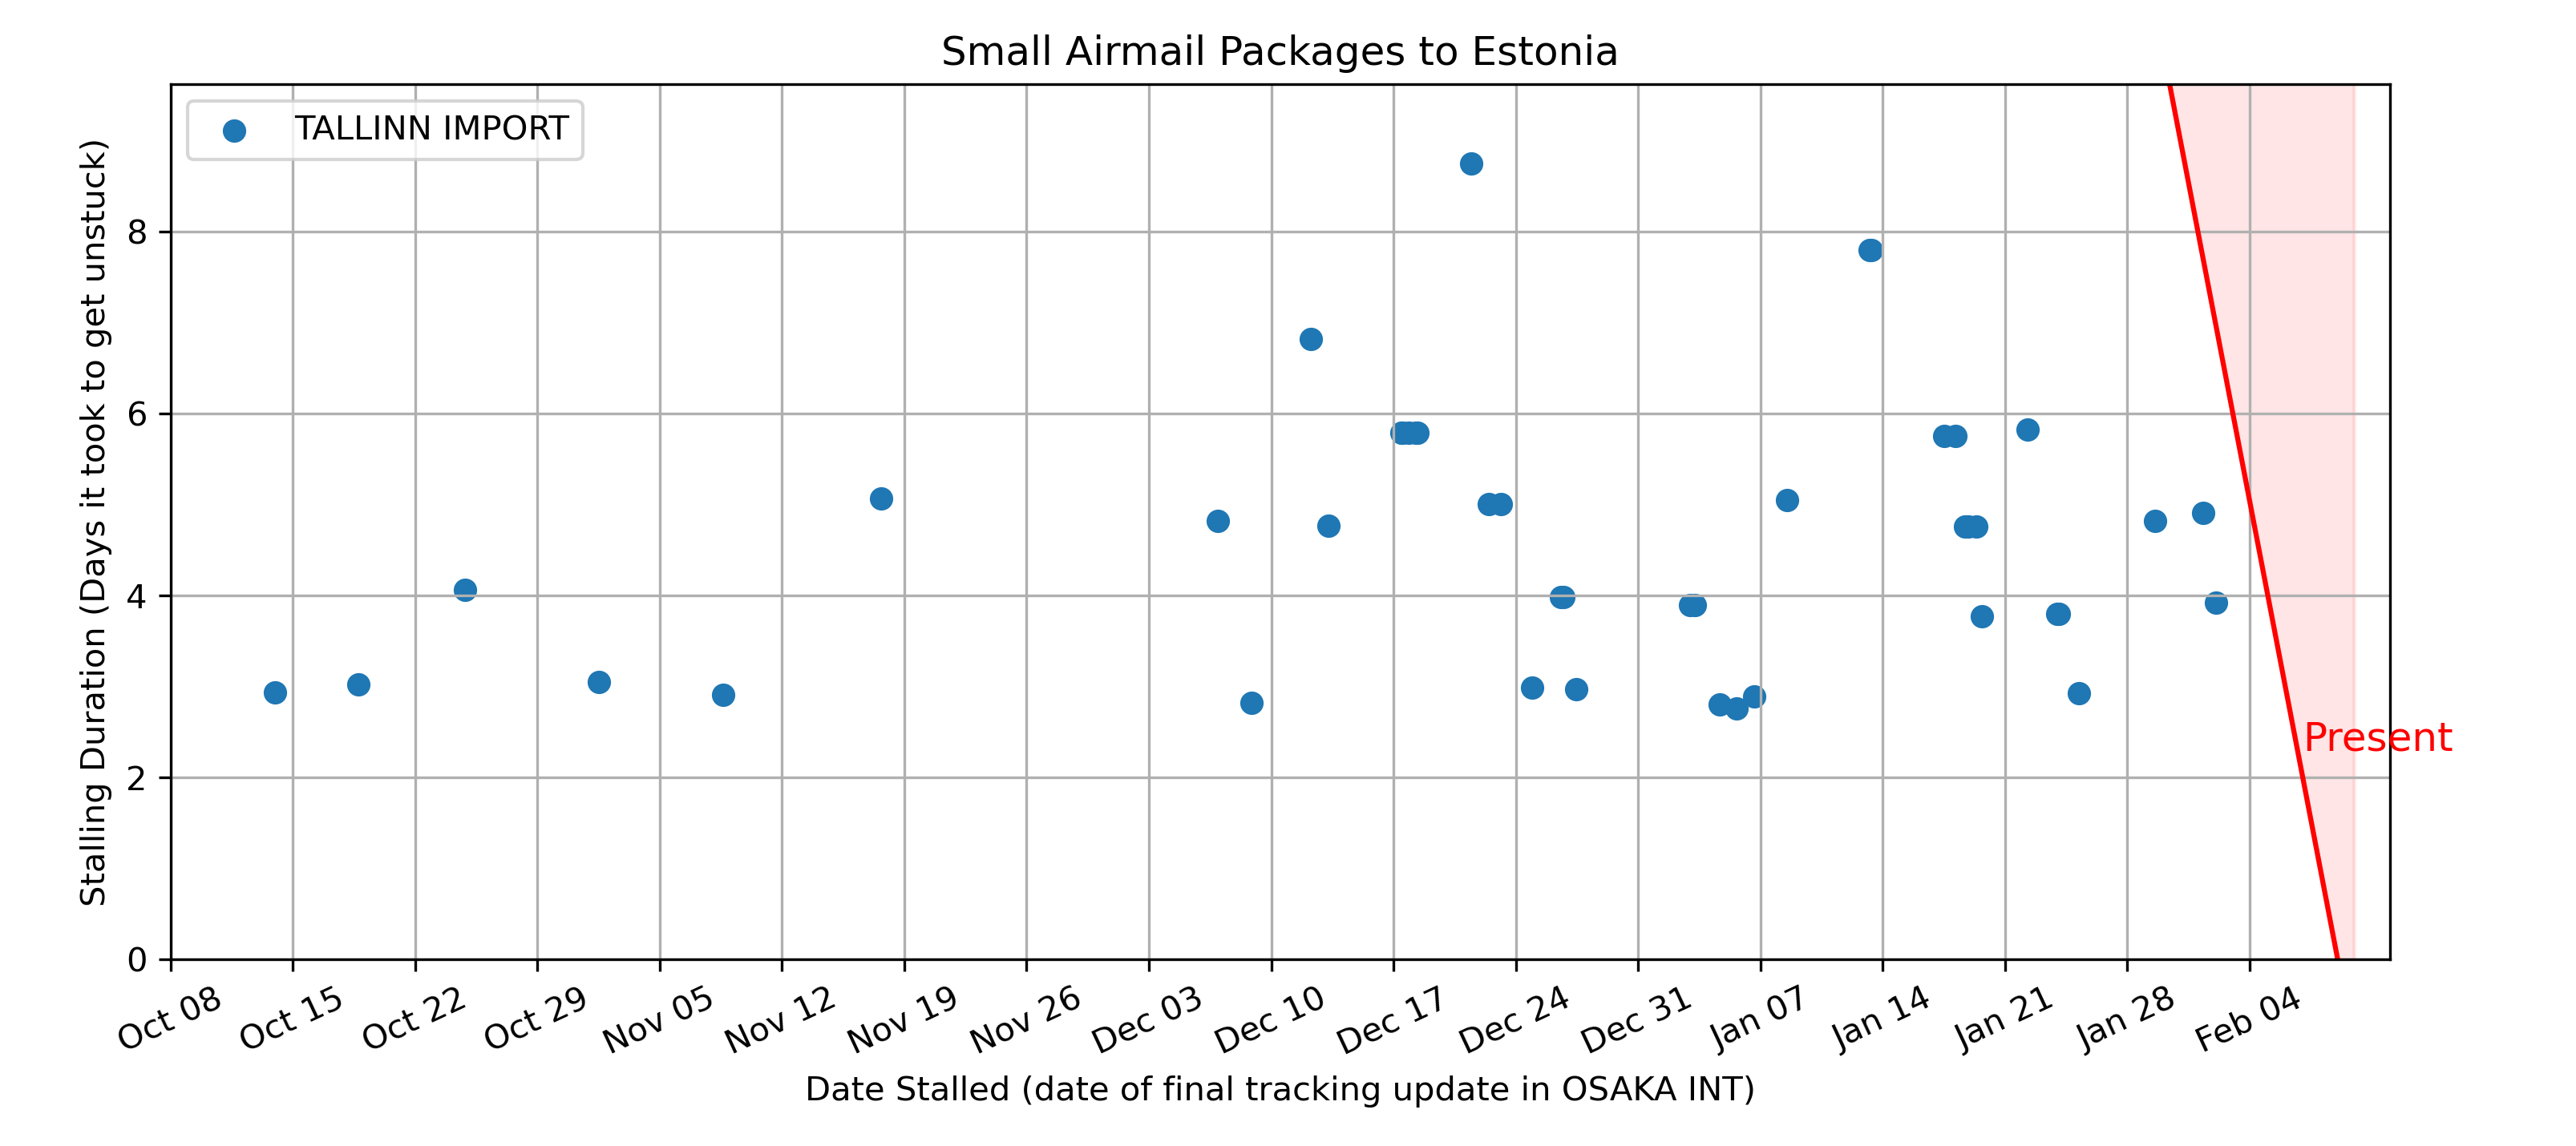 Small Airmail Packages to Estonia
TALLINN IMPORT
Stalling Duration (Days it took to get unstuck)
8
6
4
2
0
Present
Oct 08
Oct 15
Oct 22
Oct 29
Nov 05
Nov 12
Nov 19
Nov 26
Dec 03
Dec 10
Dec 17
Dec 24
Dec 31
Jan 07
Jan 14
Jan 21
Jan 28
Feb 04
Date Stalled (date of final tracking update in OSAKA INT)